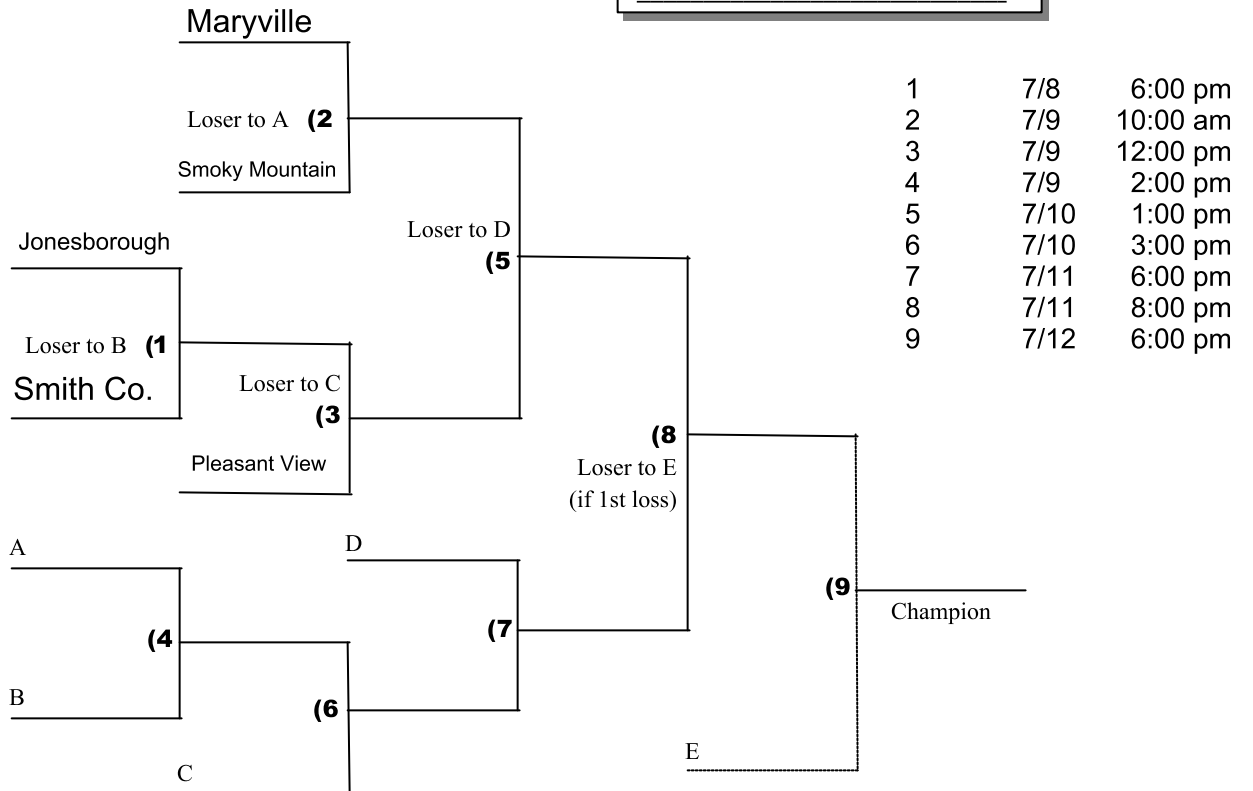 Maryville
Loser to A (2
Smoky Mountain
Jonesborough
Loser to B (1
Smith Co.
Loser to C
(3
Pleasant View
Loser to D
(5
(8
Loser to E
(if 1st loss)
A
(4
B
C
(6
D
(7
E
(9
Champion
1 7/8 6:00 pm
2 7/9 10:00 am
3 7/9 12:00 pm
4 7/9 2:00 pm
5 7/10 1:00 pm
6 7/10 3:00 pm
7 7/11 6:00 pm
8 7/11 8:00 pm
9 7/12 6:00 pm